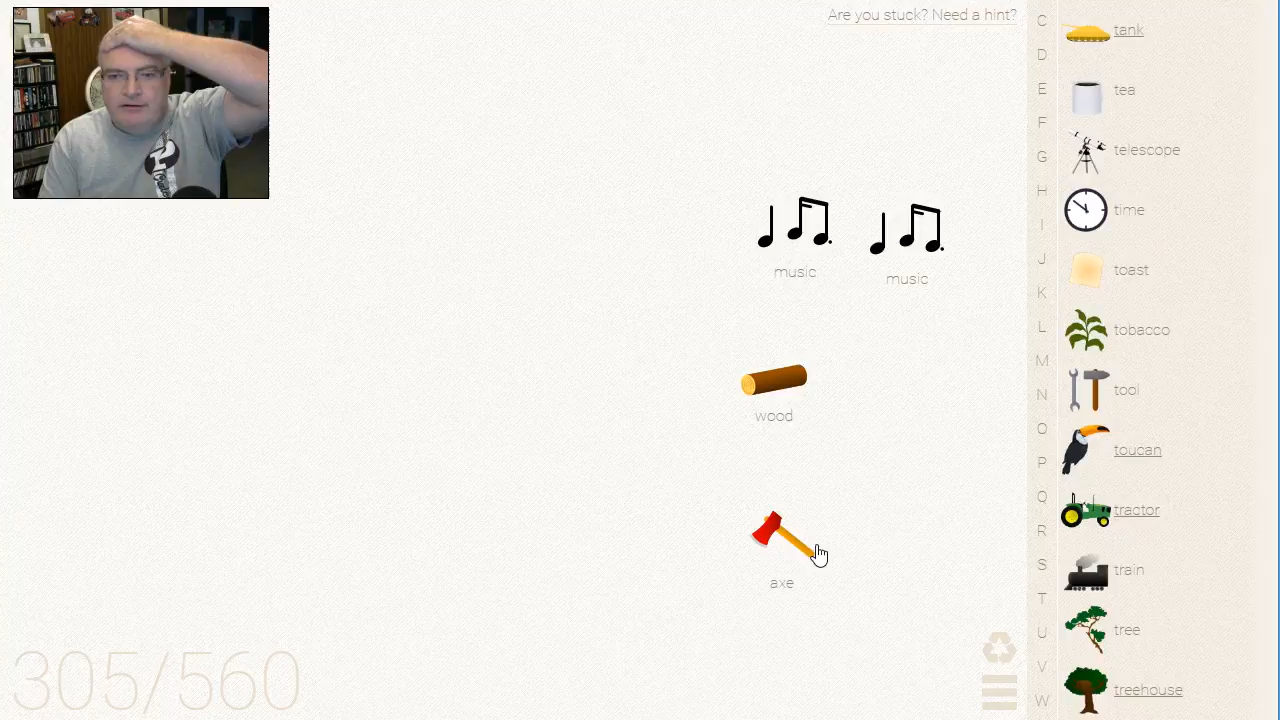 Are you stuck? Need a hint?
music
music
wood
axe
305/560
C
D
E
F
G
H
I
J
K
L
M
N
O
P
Q
R
S
T
U
V
W
tank
tea
telescope
time
toast
tobacco
tool
toucan
tractor
train
tree
treehouse